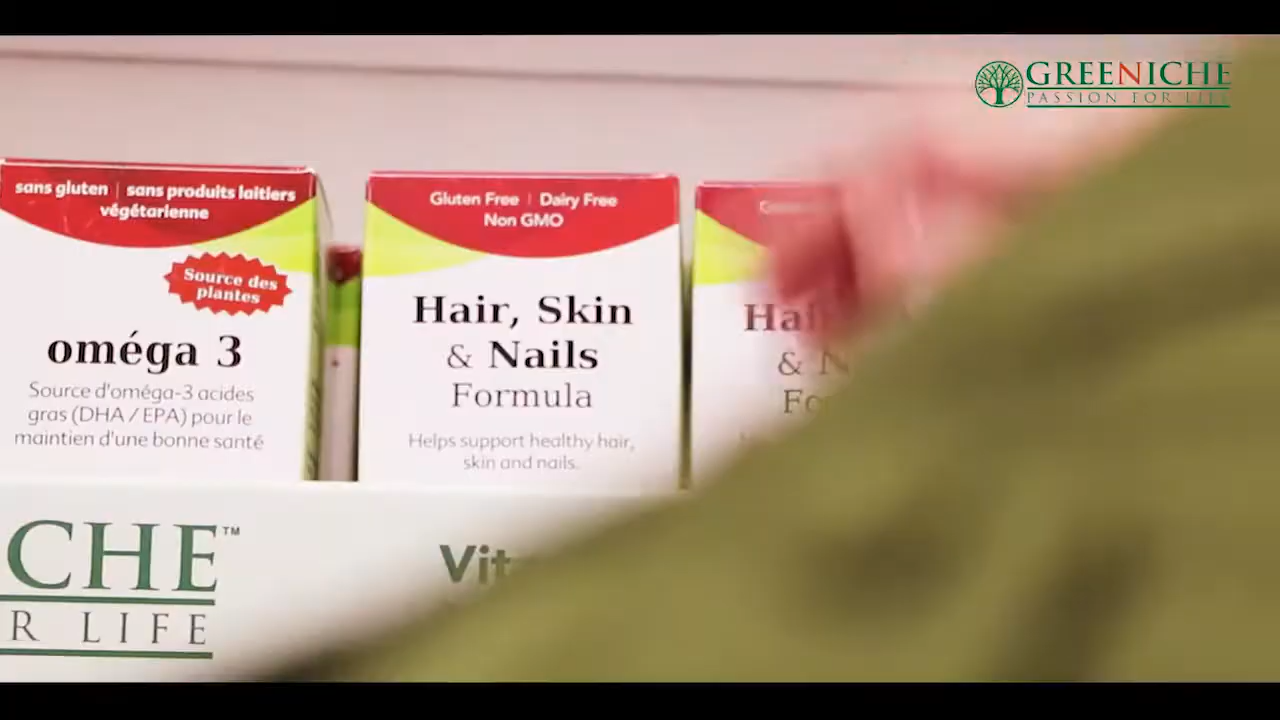 GREENICHE
PASSION FOR LIFE
sans gluten | sans produits laitiers
végétarienne
Source des
plantes
oméga 3
Source d'oméga-3 acides
gras (DHA / EPA) pour le
maintien d'une bonne santé
Gluten Free | Dairy Free
Non GMO
Hair, Skin
& Nails
Formula
Helps support healthy hair,
skin and nails.
&
CHE™
R LIFE